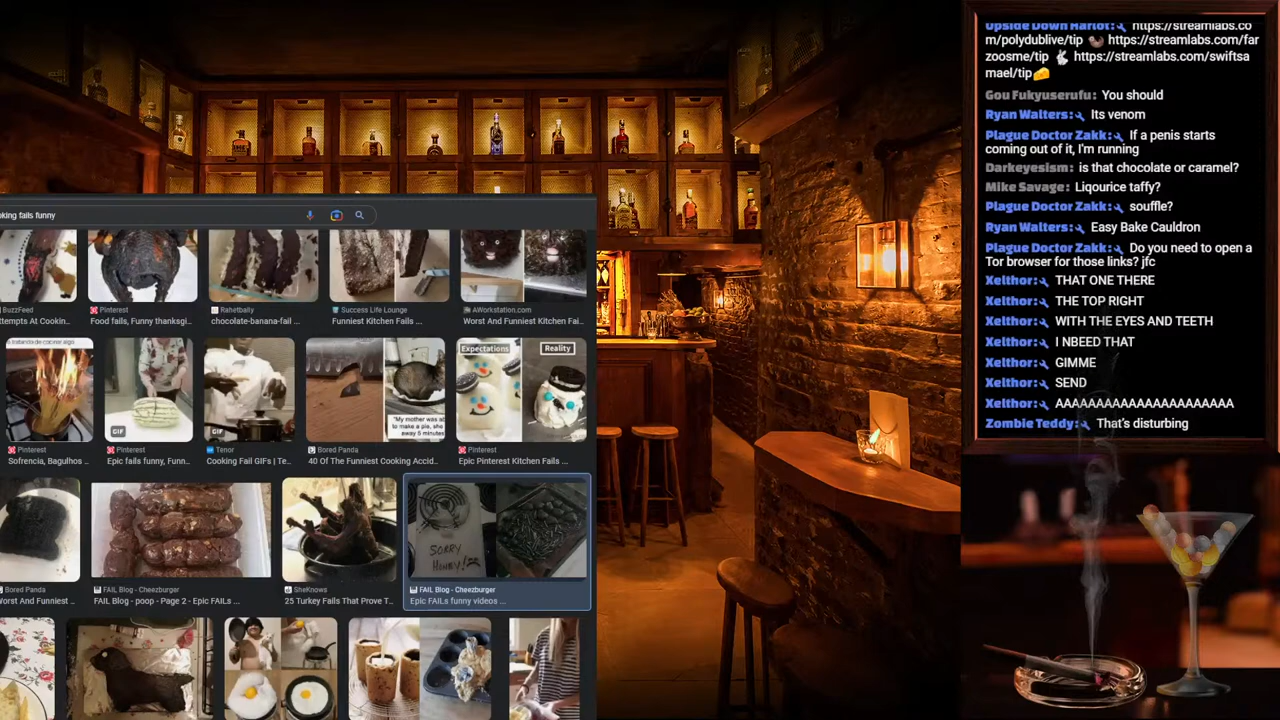 oking fails funny
BuzzFeed
ttempts At Cookin...
Pinterest
Food fails, Funny thanksgi...
Rahetbally
chocolate-banana-fail ...
Success Life Lounge
Funniest Kitchen Fails ...
AWorkstation.com
Worst And Funniest Kitchen Fai...
Expectations
Reality
GIF
GIF
"My mother was
to make a pie, she
away 5 minutes
Pinterest
Sofrencia, Bagulhos ...
Pinterest
Epic fails funny, Funn...
Tenor
Cooking Fail GIFs | Te...
Bored Panda
40 Of The Funniest Cooking Accid...
Pinterest
Epic Pinterest Kitchen Fails ...
SORRY
HONEY!
Bored Panda
Worst And Funniest ...
FAIL Blog - Cheezburger
FAIL Blog - poop - Page 2 - Epic FAILs ...
SheKnows
25 Turkey Fails That Prove T...
FAIL Blog - Cheezburger
Epic FAILs funny videos ...
Upside Down Harlot: https://streamlabs.co
m/polydublive/tip https://streamlabs.com/far
zoosme/tip https://streamlabs.com/swiftsa
mael/tip
Gou Fukyuserufu: You should
Ryan Walters: Its venom
Plague Doctor Zakk: If a penis starts
coming out of it, I'm running
Darkeyesism: is that chocolate or caramel?
Mike Savage: Liqourice taffy?
Plague Doctor Zakk: souffle?
Ryan Walters: Easy Bake Cauldron
Plague Doctor Zakk: Do you need to open a
Tor browser for those links? jfc
Xelthor: THAT ONE THERE
Xelthor: THE TOP RIGHT
Xelthor: WITH THE EYES AND TEETH
Xelthor: I NBEED THAT
Xelthor: GIMME
Xelthor: SEND
Xelthor: AAAAAAAAAAAAAAAAAAAAA
Zombie Teddy: That's disturbing